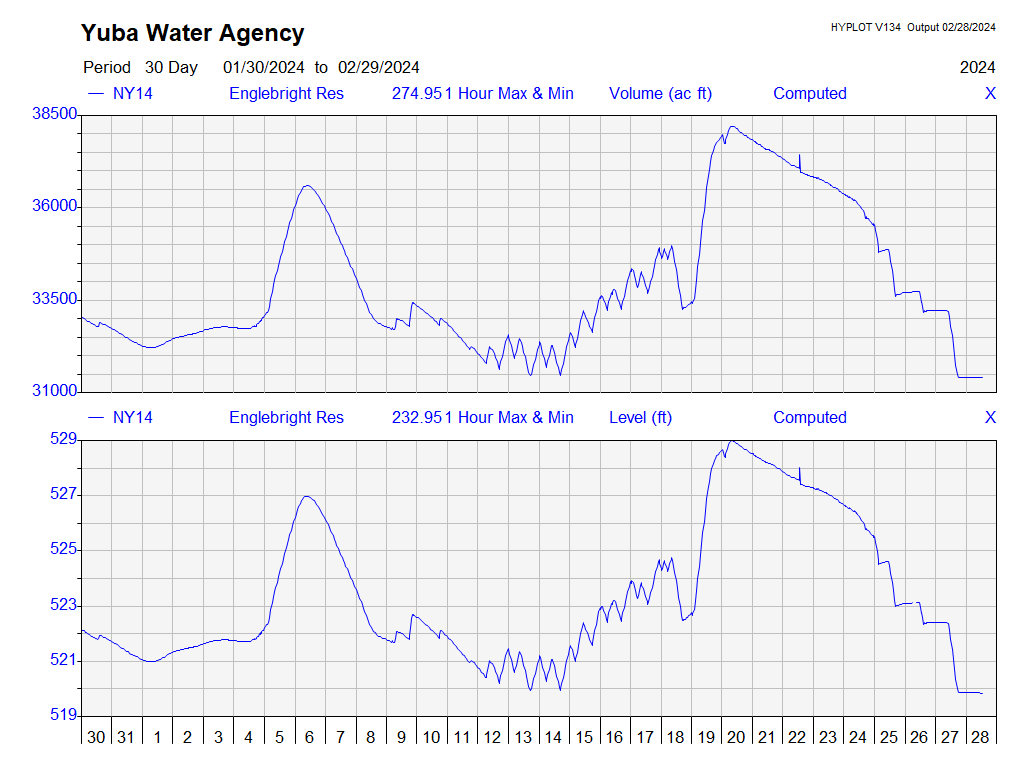 Yuba Water Agency
HYPLOT V134 Output 02/28/2024
Period 30 Day 01/30/2024 to 02/29/2024 2024
NY14 Englebright Res 274.951 Hour Max & Min Volume (ac ft) Computed X
38500
36000
33500
31000
NY14 Englebright Res 232.951 Hour Max & Min Level (ft) Computed X
529
527
525
523
521
519
30 31 1 2 3 4 5 6 7 8 9 10 11 12 13 14 15 16 17 18 19 20 21 22 23 24 25 26 27 28